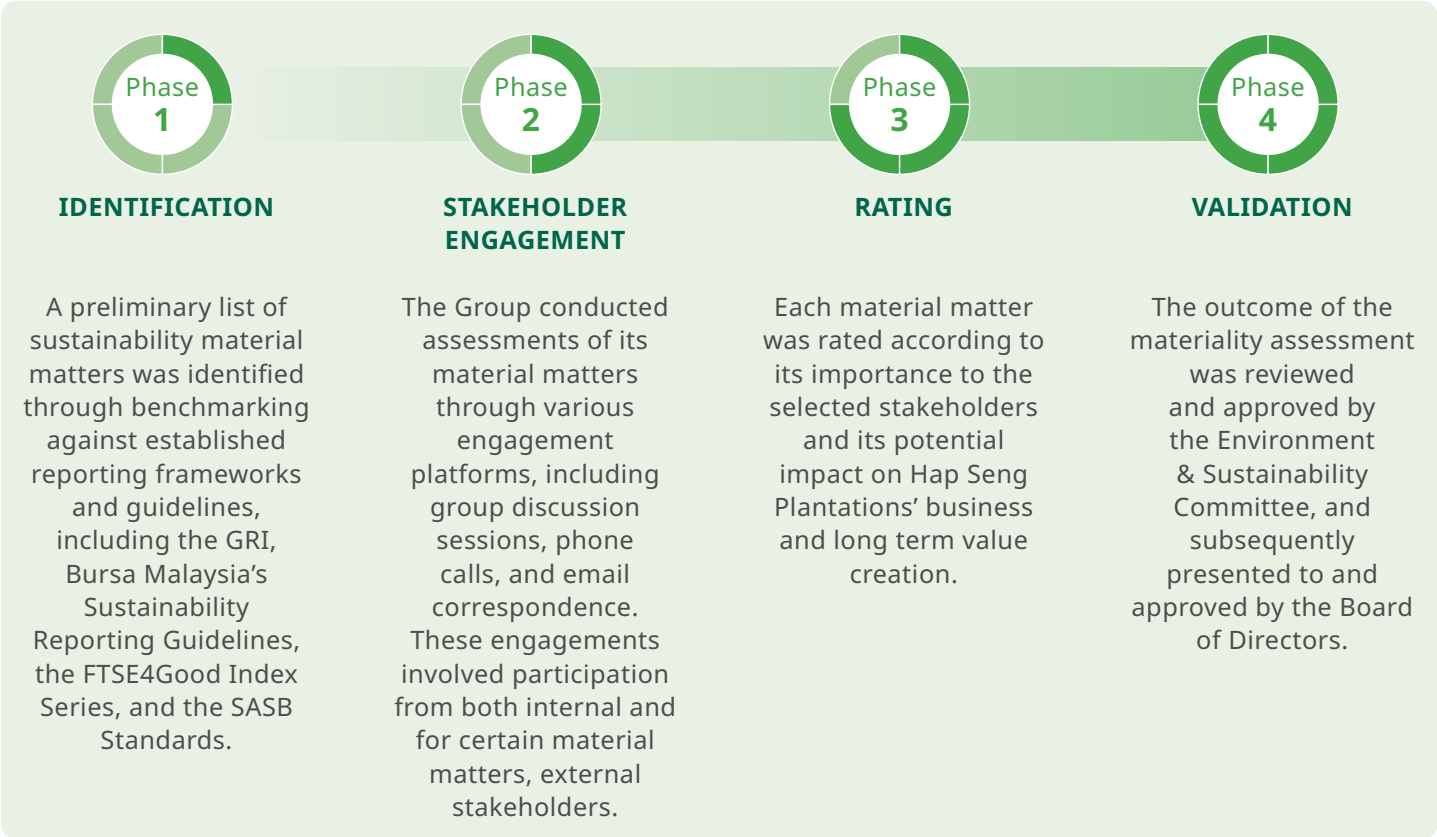 Phase
1
IDENTIFICATION
A preliminary list of
sustainability material
matters was identified
through benchmarking
against established
reporting frameworks
and guidelines,
including the GRI,
Bursa Malaysia’s
Sustainability
Reporting Guidelines,
the FTSE4Good Index
Series, and the SASB
Standards.
Phase
2
STAKEHOLDER
ENGAGEMENT
The Group conducted
assessments of its
material matters
through various
engagement
platforms, including
group discussion
sessions, phone
calls, and email
correspondence.
These engagements
involved participation
from both internal and
for certain material
matters, external
stakeholders.
Phase
3
RATING
Each material matter
was rated according to
its importance to the
selected stakeholders
and its potential
impact on Hap Seng
Plantations’ business
and long term value
creation.
Phase
4
VALIDATION
The outcome of the
materiality assessment
was reviewed
and approved by
the Environment
& Sustainability
Committee, and
subsequently
presented to and
approved by the Board
of Directors.